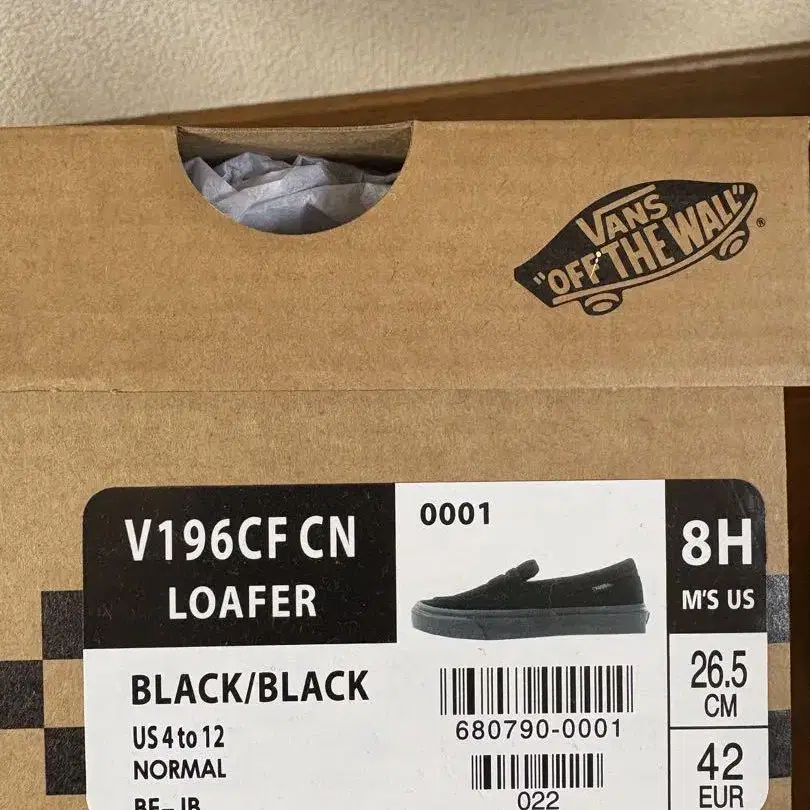 VANS
"OFF THE WALL"
®
V196CF CN
LOAFER
0001
8H
M'S US
BLACK/BLACK
US 4 to 12
NORMAL
680790-0001
26.5
CM
022
42
EUR